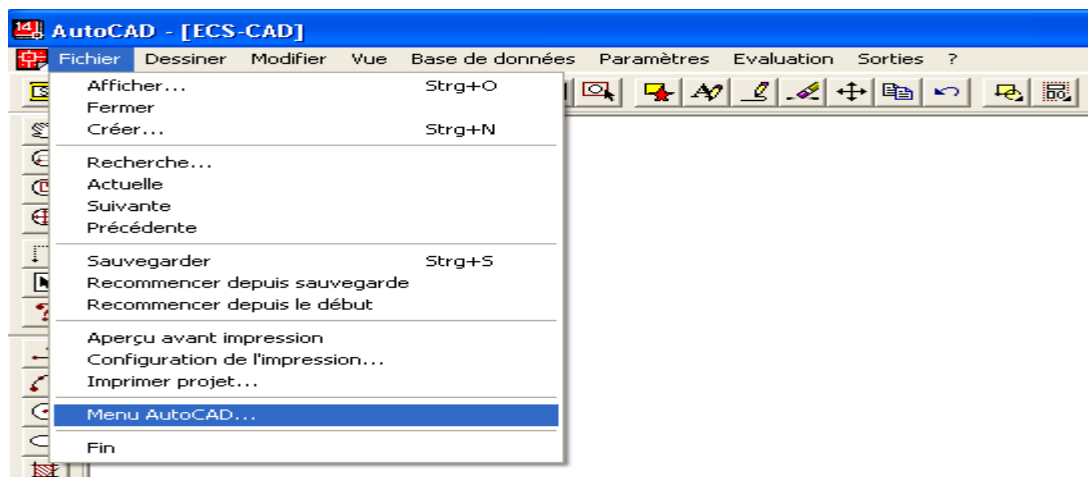 14 AutoCAD - [ECS-CAD]
Fichier Dessiner Modifier Vue Base de données Paramètres Evaluation Sorties ?
Afficher... Strg+O
Fermer
Créer... Strg+N
Recherche...
Actuelle
Suivante
Précédente
Sauvegarder Strg+S
Recommencer depuis sauvegarde
Recommencer depuis le début
Aperçu avant impression
Configuration de l'impression...
Imprimer projet...
Menu AutoCAD...
Fin